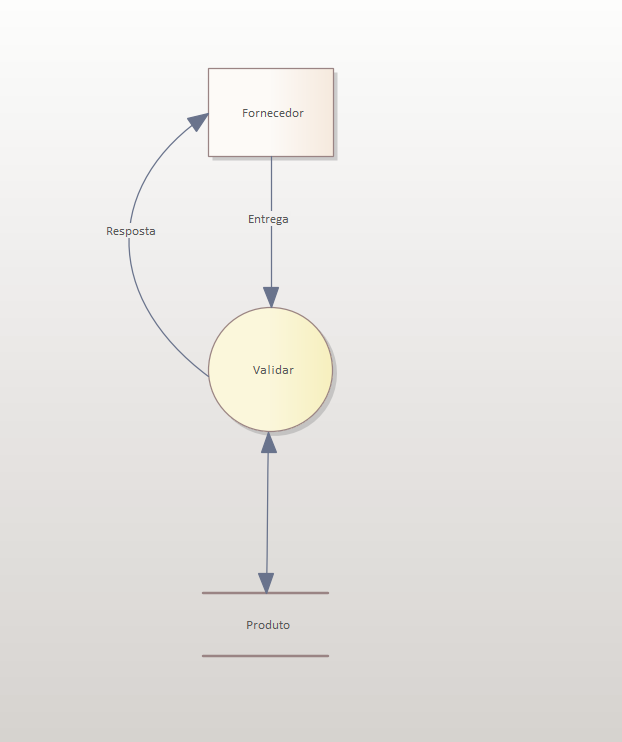 Fornecedor
Entrega
Resposta
Validar
Produto